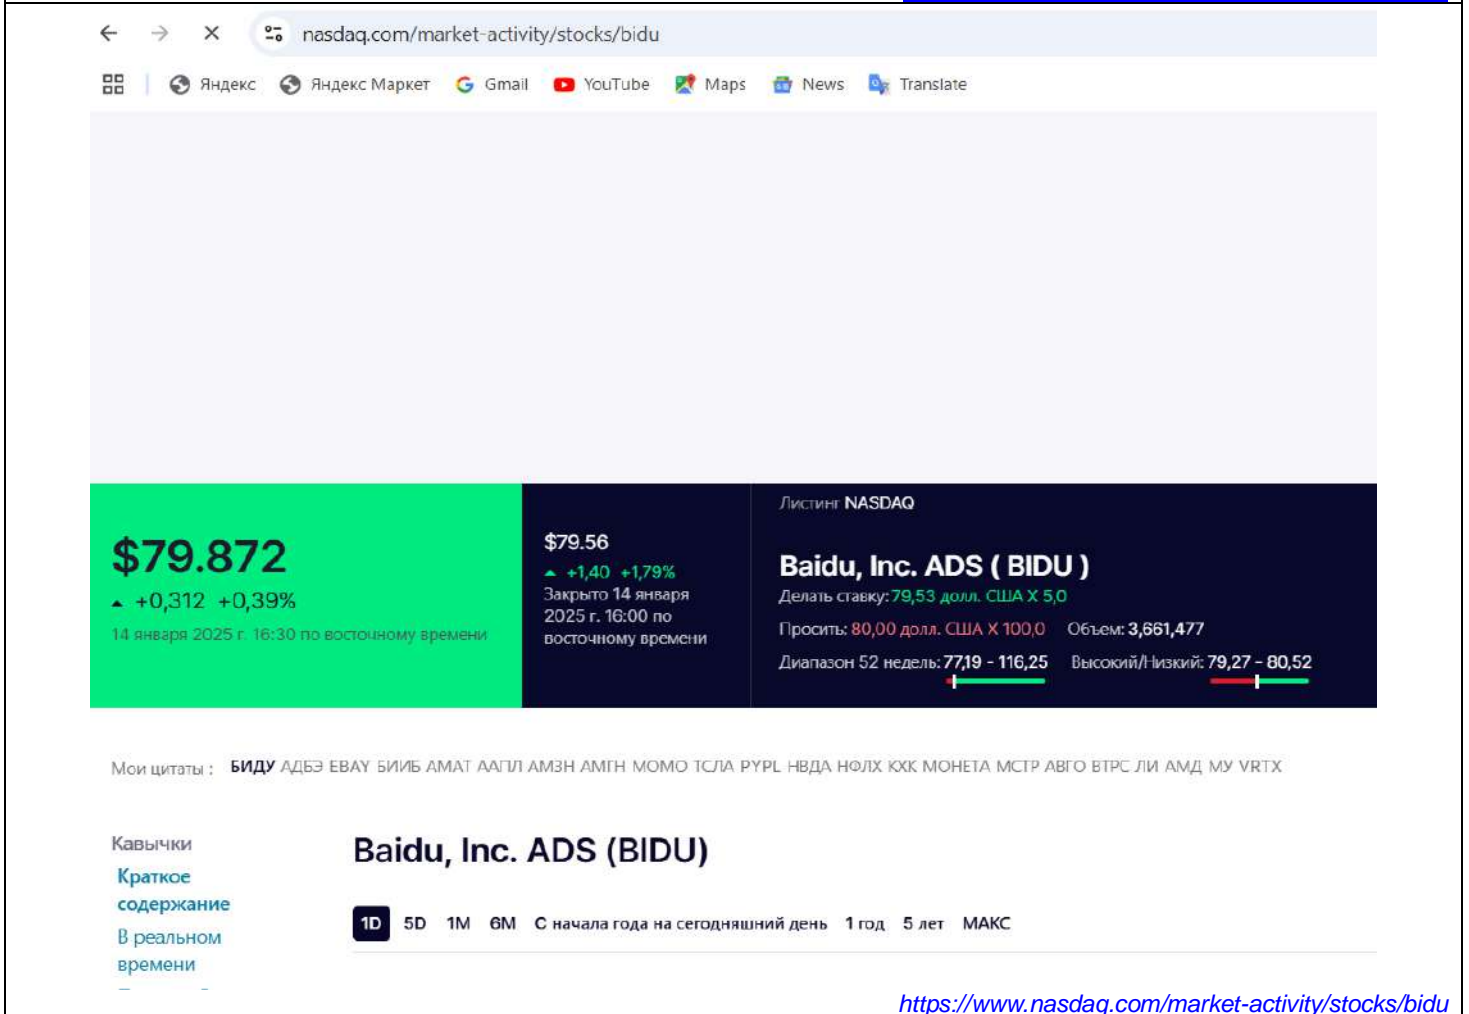 nasdaq.com/market-activity/stocks/bidu
Яндекс Яндекс Маркет Gmail YouTube Maps News Translate
$79.872
+0,312 +0,39%
14 января 2025 г. 16:30 по восточному времени
$79.56
+1,40 +1,79%
Закрыто 14 января
2025 г. 16:00 по
восточному времени
Листинг NASDAQ
Baidu, Inc. ADS ( BIDU )
Делать ставку: 79,53 долл. США X 5,0
Просить: 80,00 долл. США X 100,0 Объем: 3,661,477
Диапазон 52 недель: 77,19 - 116,25 Высокий/Низкий: 79,27 - 80,52
Мои цитаты : БИДУ АДБЭ EBAY БИИБ АМАТ ААПЛ АМЗН АМГН МОМО ТСЛА PYPL НВДА НФЛХ КХК МОНЕТА МСТР АВГО ВТРС ЛИ АМД МУ VRTX
Кавычки
Краткое
содержание
В реальном
времени
Baidu, Inc. ADS (BIDU)
1D 5D 1M 6M С начала года на сегодняшний день 1 год 5 лет МАКС
https://www.nasdaq.com/market-activity/stocks/bidu